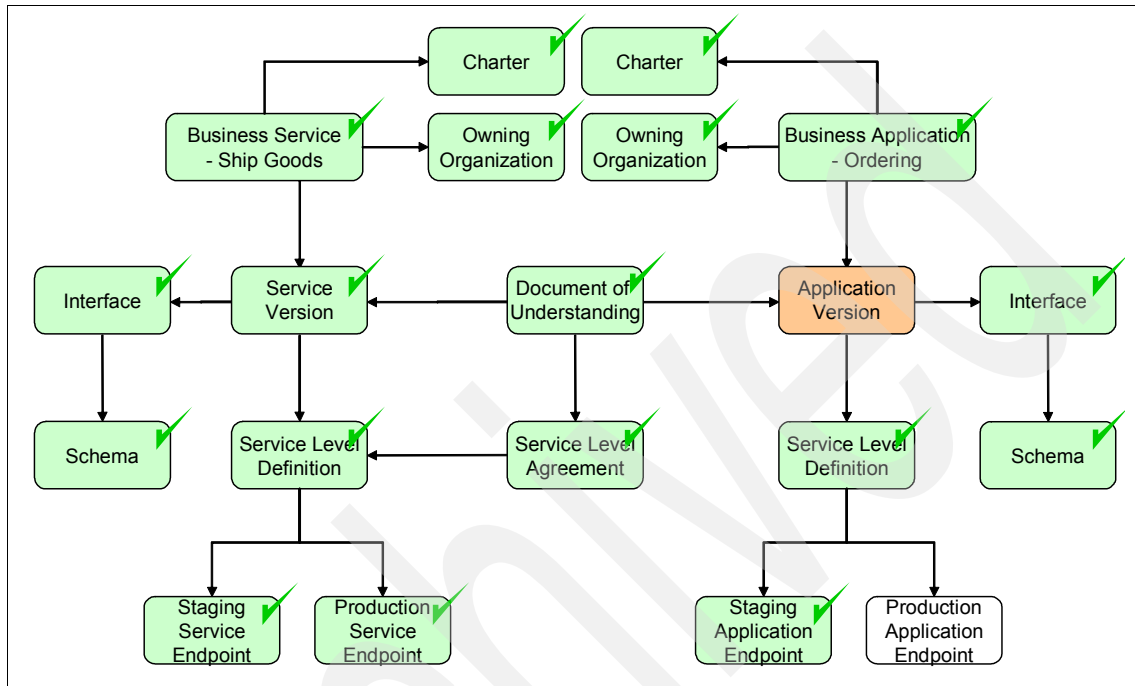 Charter
Charter
Business Service
- Ship Goods
Owning
Organization
Owning
Organization
Business Application
- Ordering
Interface
Service
Version
Document of
Understanding
Application
Version
Interface
Schema
Service Level
Definition
Service Level
Agreement
Service Level
Definition
Schema
Staging
Service
Endpoint
Production
Service
Endpoint
Staging
Application
Endpoint
Production
Application
Endpoint
hived